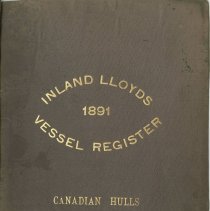 INLAND LLOYDS
1891
VESSEL REGISTER
CANADIAN HULLS